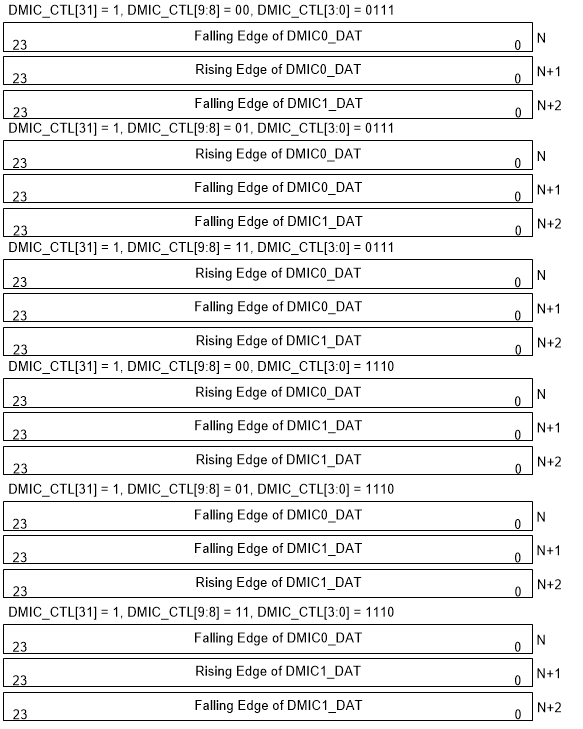 DMIC_CTL[31] = 1, DMIC_CTL[9:8] = 00, DMIC_CTL[3:0] = 0111
23 Falling Edge of DMIC0_DAT 0 N
23 Rising Edge of DMIC0_DAT 0 N+1
23 Falling Edge of DMIC1_DAT 0 N+2
DMIC_CTL[31] = 1, DMIC_CTL[9:8] = 01, DMIC_CTL[3:0] = 0111
23 Rising Edge of DMIC0_DAT 0 N
23 Falling Edge of DMIC0_DAT 0 N+1
23 Falling Edge of DMIC1_DAT 0 N+2
DMIC_CTL[31] = 1, DMIC_CTL[9:8] = 11, DMIC_CTL[3:0] = 0111
23 Rising Edge of DMIC0_DAT 0 N
23 Falling Edge of DMIC0_DAT 0 N+1
23 Rising Edge of DMIC1_DAT 0 N+2
DMIC_CTL[31] = 1, DMIC_CTL[9:8] = 00, DMIC_CTL[3:0] = 1110
23 Rising Edge of DMIC0_DAT 0 N
23 Falling Edge of DMIC1_DAT 0 N+1
23 Rising Edge of DMIC1_DAT 0 N+2
DMIC_CTL[31] = 1, DMIC_CTL[9:8] = 01, DMIC_CTL[3:0] = 1110
23 Falling Edge of DMIC0_DAT 0 N
23 Falling Edge of DMIC1_DAT 0 N+1
23 Rising Edge of DMIC1_DAT 0 N+2
DMIC_CTL[31] = 1, DMIC_CTL[9:8] = 11, DMIC_CTL[3:0] = 1110
23 Falling Edge of DMIC0_DAT 0 N
23 Rising Edge of DMIC1_DAT 0 N+1
23 Falling Edge of DMIC1_DAT 0 N+2